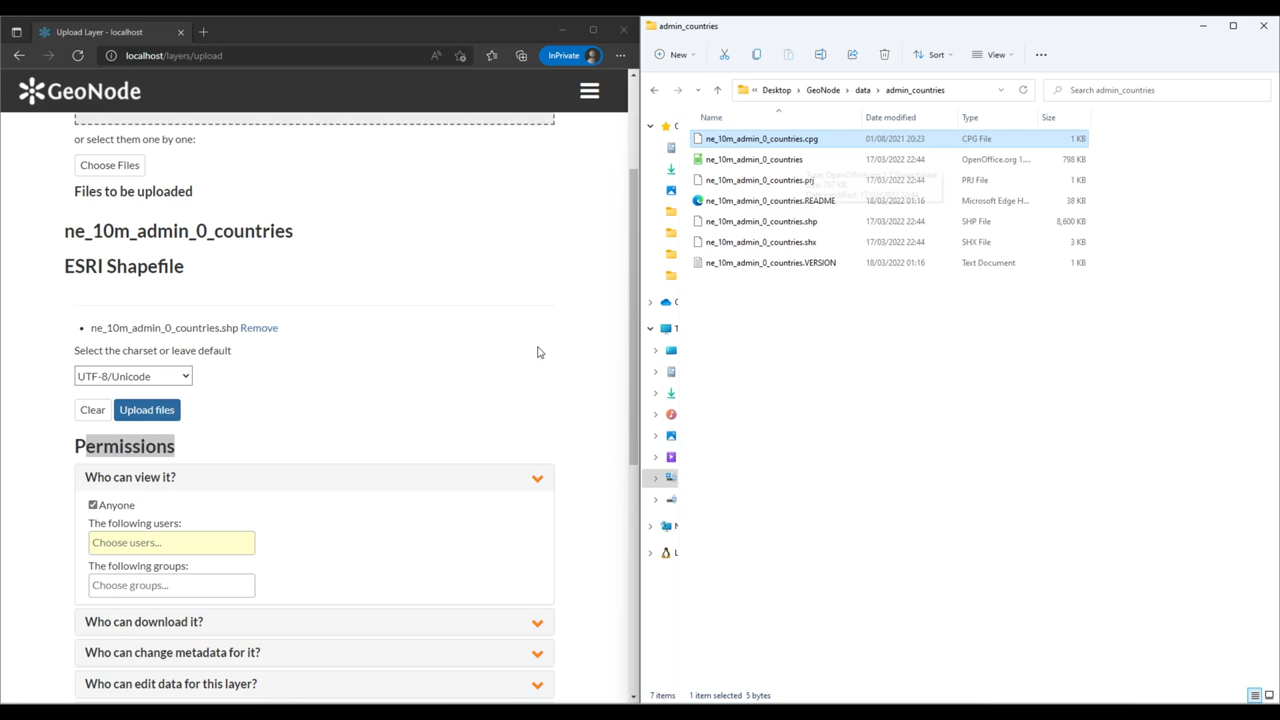 Upload Layer - localhost
localhost/layers/upload
InPrivate
GeoNode
or select them one by one:
Choose Files
Files to be uploaded
ne_10m_admin_0_countries
ESRI Shapefile
ne_10m_admin_0_countries.shp Remove
Select the charset or leave default
UTF-8/Unicode
Clear
Upload files
Permissions
Who can view it?
Anyone
The following users:
Choose users...
The following groups:
Choose groups...
Who can download it?
Who can change metadata for it?
Who can edit data for this layer?
admin_countries
New
Sort
View
Desktop
GeoNode
data
admin_countries
Search admin_countries
Name Date modified Type Size
ne_10m_admin_0_countries.cpg 01/08/2021 20:23 CPG File 1 KB
ne_10m_admin_0_countries 17/03/2022 22:44 OpenOffice.org 1.... 798 KB
ne_10m_admin_0_countries.prj 17/03/2022 22:44 PRJ File 1 KB
ne_10m_admin_0_countries.README 18/03/2022 01:16 Microsoft Edge H... 38 KB
ne_10m_admin_0_countries.shp 17/03/2022 22:44 SHP File 8,600 KB
ne_10m_admin_0_countries.shx 17/03/2022 22:44 SHX File 3 KB
ne_10m_admin_0_countries.VERSION 18/03/2022 01:16 Text Document 1 KB
7 items 1 item selected 5 bytes